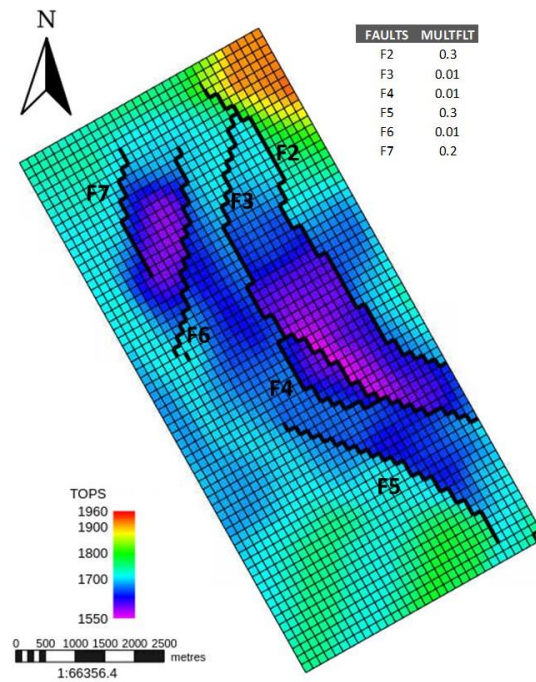 N
FAULTS MULTFLT
F2 0.3
F3 0.01
F4 0.01
F5 0.3
F6 0.01
F7 0.2
F2
F7
F3
F6
F4
F5
TOPS
1960
1900
1800
1700
1550
0 500 1000 1500 2000 2500
metres
1:66356.4